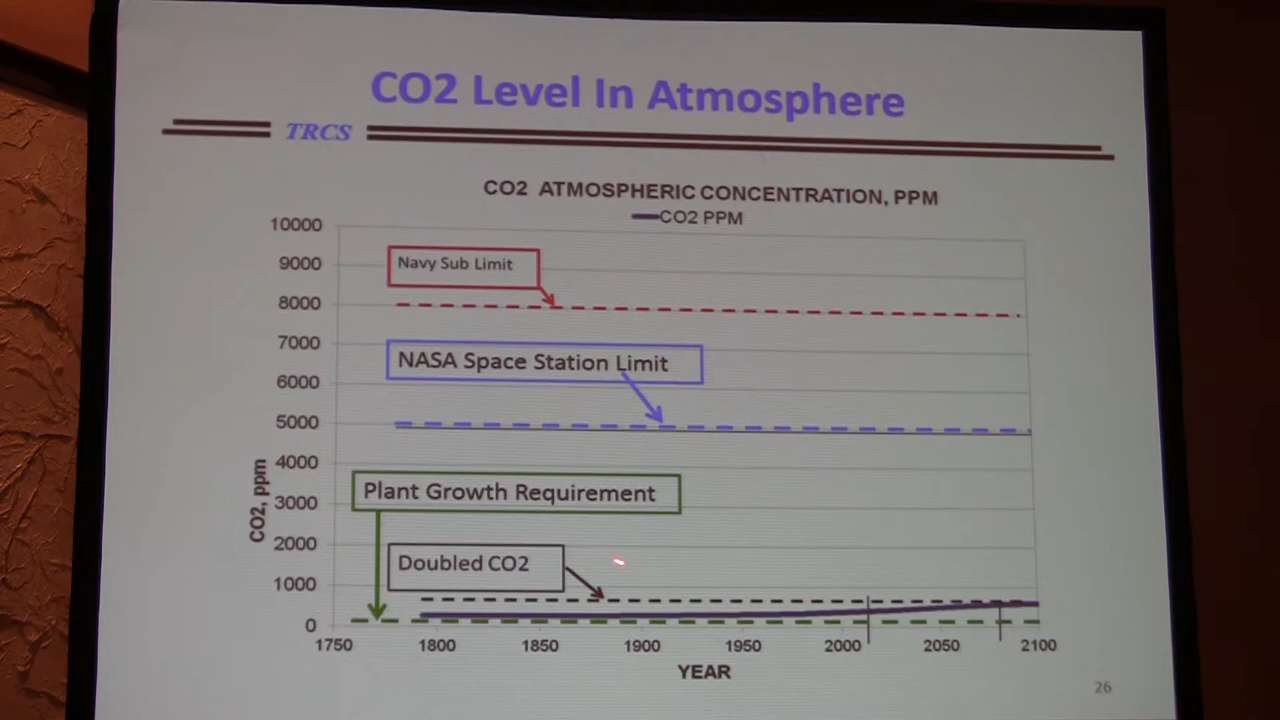 CO2 Level In Atmosphere
TRCS
CO2 ATMOSPHERIC CONCENTRATION, PPM
CO2 PPM
10000
9000
8000
7000
6000
5000
4000
3000
2000
1000
0
Navy Sub Limit
NASA Space Station Limit
Plant Growth Requirement
Doubled CO2
CO2, ppm
1750 1800 1850 1900 1950 2000 2050 2100
YEAR
26